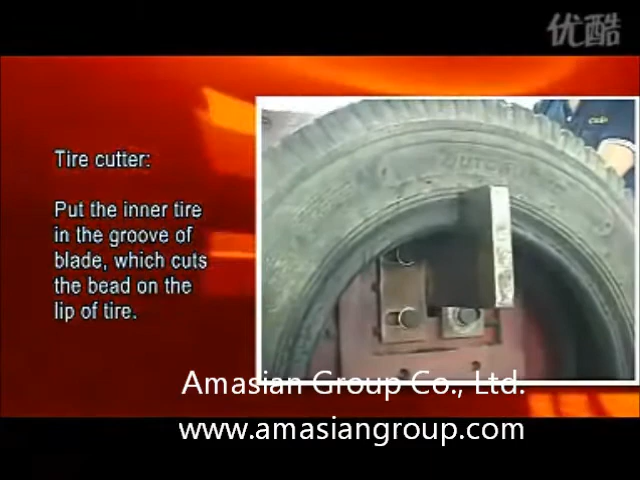 优酷
Tire cutter:
Put the inner tire
in the groove of
blade, which cuts
the bead on the
lip of tire.
Amasian Group Co., Ltd.
www.amasiangroup.com